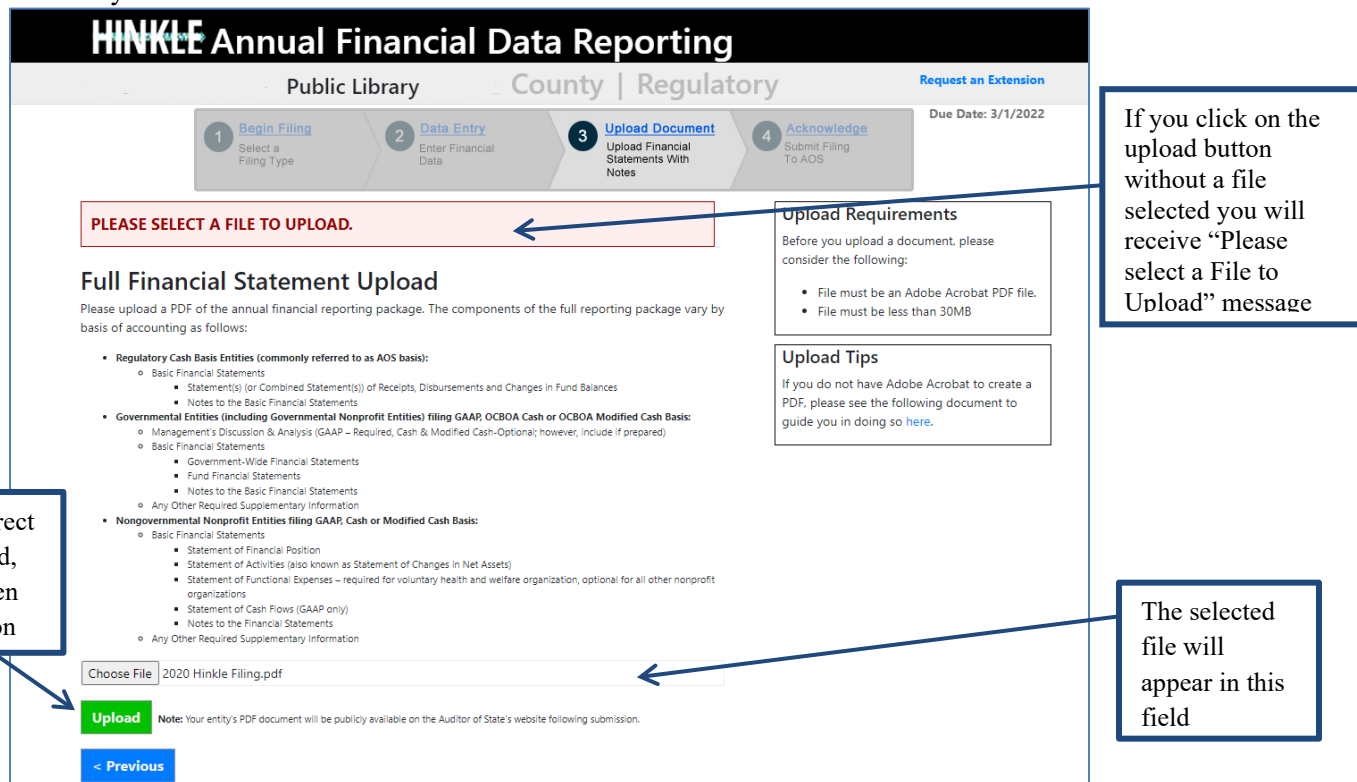 HINKLE Annual Financial Data Reporting
Public Library County | Regulatory
Request an Extension
Due Date: 3/1/2022
1 Begin Filing
Select a
Filing Type
2 Data Entry
Enter Financial
Data
3 Upload Document
Upload Financial
Statements With
Notes
4 Acknowledge
Submit Filing
To AOS
If you click on the
upload button
without a file
selected you will
receive “Please
select a File to
Upload” message
PLEASE SELECT A FILE TO UPLOAD.
Upload Requirements
Before you upload a document, please
consider the following:
• File must be an Adobe Acrobat PDF file.
• File must be less than 30MB
Upload Tips
If you do not have Adobe Acrobat to create a
PDF, please see the following document to
guide you in doing so here.
Full Financial Statement Upload
Please upload a PDF of the annual financial reporting package. The components of the full reporting package vary by
basis of accounting as follows:
• Regulatory Cash Basis Entities (commonly referred to as AOS basis):
o Basic Financial Statements
▪ Statement(s) (or Combined Statement(s)) of Receipts, Disbursements and Changes in Fund Balances
▪ Notes to the Basic Financial Statements
• Governmental Entities (including Governmental Nonprofit Entities) filing GAAP, OCBOA Cash or OCBOA Modified Cash Basis:
o Management's Discussion & Analysis (GAAP – Required, Cash & Modified Cash-Optional; however, include if prepared)
o Basic Financial Statements
▪ Government-Wide Financial Statements
▪ Fund Financial Statements
▪ Notes to the Basic Financial Statements
o Any Other Required Supplementary Information
• Nongovernmental Nonprofit Entities filing GAAP, Cash or Modified Cash Basis:
o Basic Financial Statements
▪ Statement of Financial Position
▪ Statement of Activities (also known as Statement of Changes in Net Assets)
▪ Statement of Functional Expenses – required for voluntary health and welfare organization, optional for all other nonprofit
organizations
▪ Statement of Cash Flows (GAAP only)
▪ Notes to the Financial Statements
o Any Other Required Supplementary Information
Choose File 2020 Hinkle Filing.pdf
The selected
file will
appear in this
field
Upload Note: Your entity's PDF document will be publicly available on the Auditor of State's website following submission.
< Previous